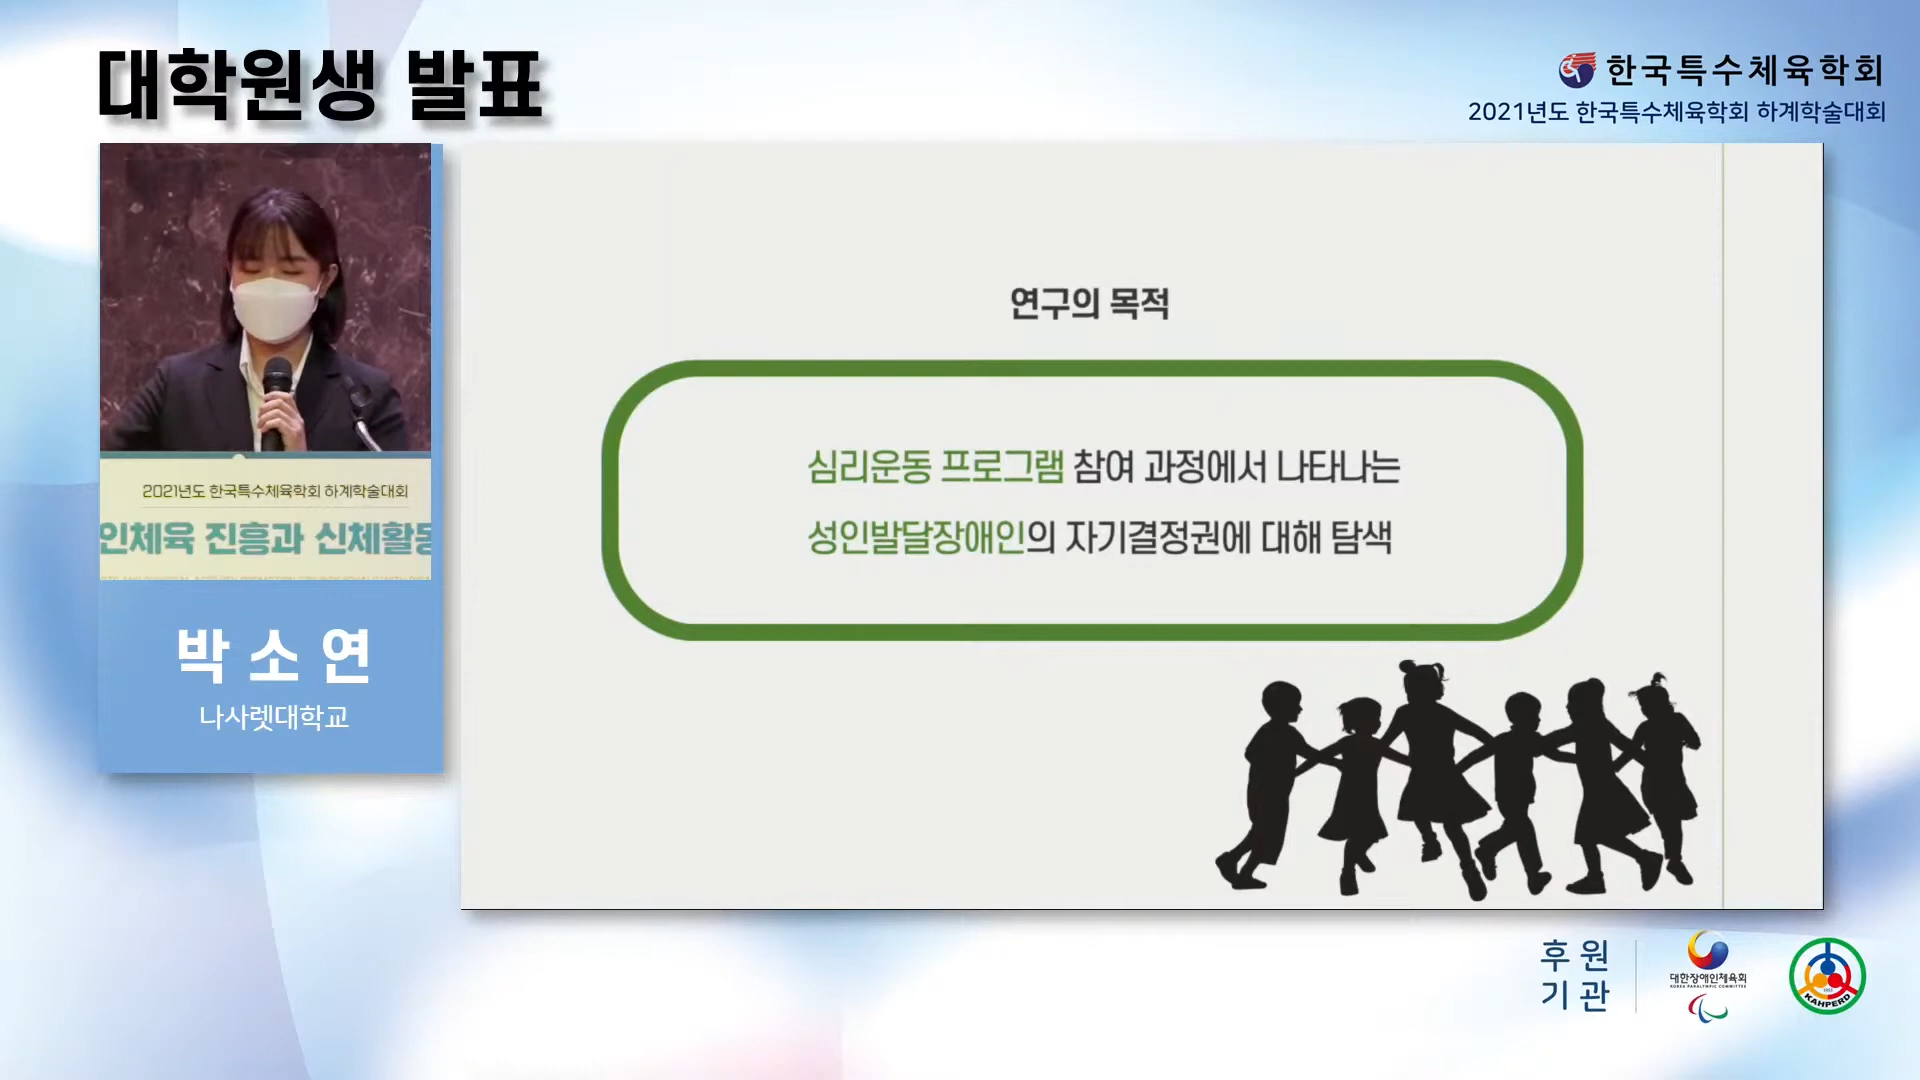 대학원생 발표
한국특수체육학회
2021년도 한국특수체육학회 하계학술대회
2021년도 한국특수체육학회 하계학술대회
인체육 진흥과 신체활동
박소연
나사렛대학교
연구의 목적
심리운동 프로그램 참여 과정에서 나타나는
성인발달장애인의 자기결정권에 대해 탐색
후원
기관
대한장애인체육회
KOREA PARALYMPIC COMMITTEE
1953
KAHPERD